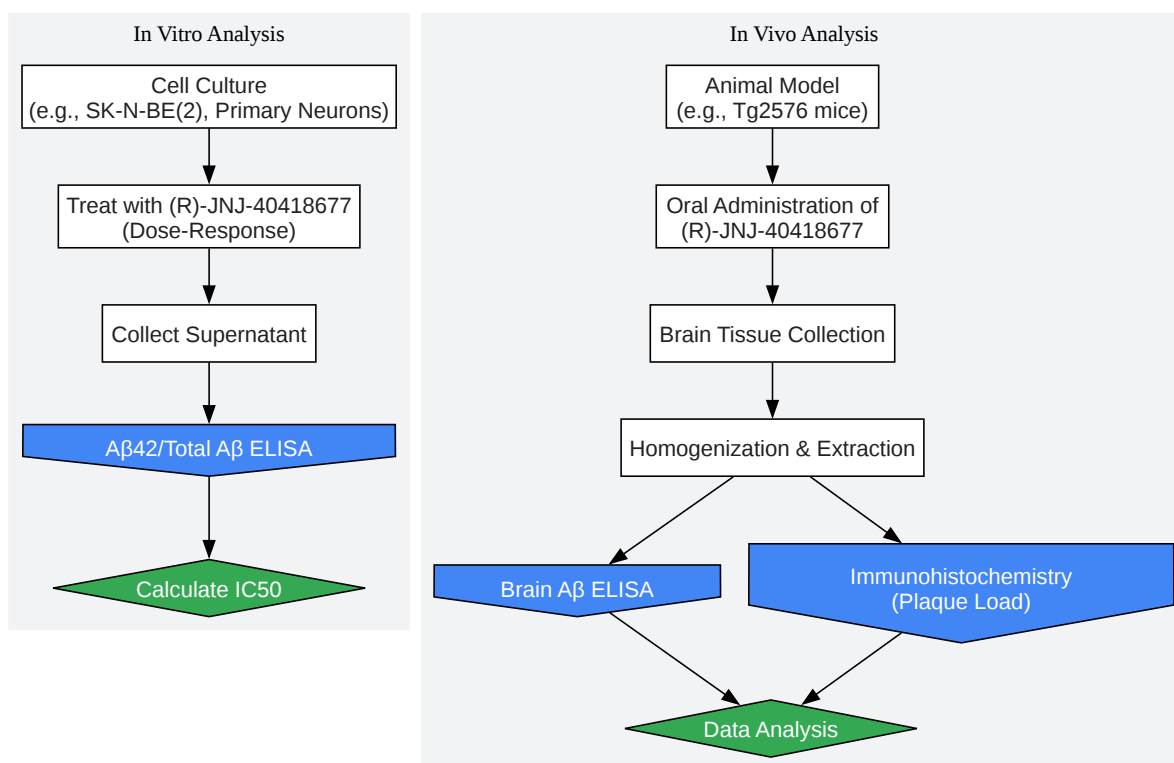 In Vitro Analysis
Cell Culture
(e.g., SK-N-BE(2), Primary Neurons)
Treat with (R)-JNJ-40418677
(Dose-Response)
Collect Supernatant
Aβ42/Total Aβ ELISA
Calculate IC50
In Vivo Analysis
Animal Model
(e.g., Tg2576 mice)
Oral Administration of
(R)-JNJ-40418677
Brain Tissue Collection
Homogenization & Extraction
Brain Aβ ELISA
Immunohistochemistry
(Plaque Load)
Data Analysis